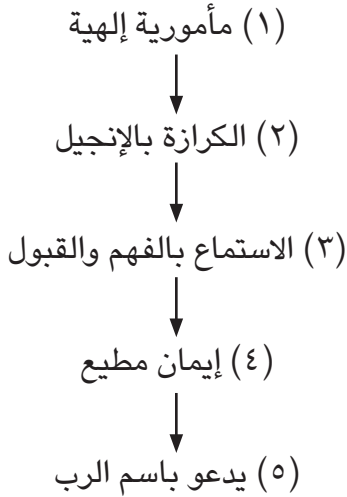 (١) مأمورية إلهية
(٢) الكرازة بالإنجيل
(٣) الاستماع بالفهم والقبول
(٤) إيمان مطيع
(٥) يدعو باسم الرب